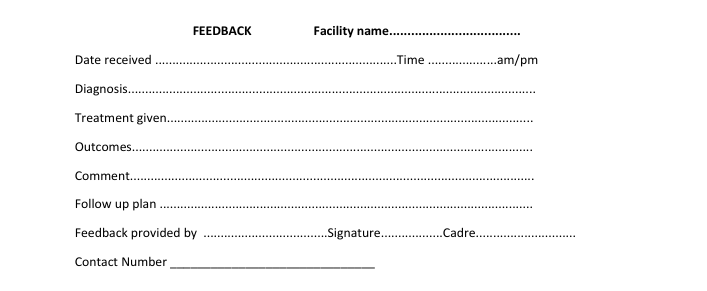 FEEDBACK Facility name...................................
Date received ......................................................................Time ....................am/pm
Diagnosis.......................................................................................................................
Treatment given...........................................................................................................
Outcomes.....................................................................................................................
Comment......................................................................................................................
Follow up plan ............................................................................................................
Feedback provided by ....................................Signature..................Cadre.............................
Contact Number ______________________________